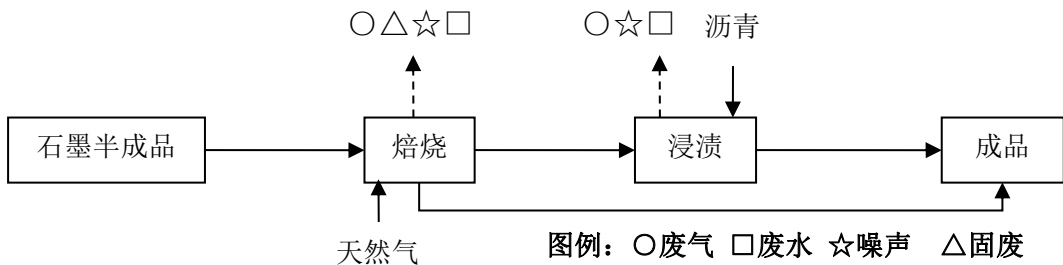 ○△☆□ ○☆□ 沥青
石墨半成品 焙烧 浸渍 成品
天然气
图例：○废气 □废水 ☆噪声 △固废